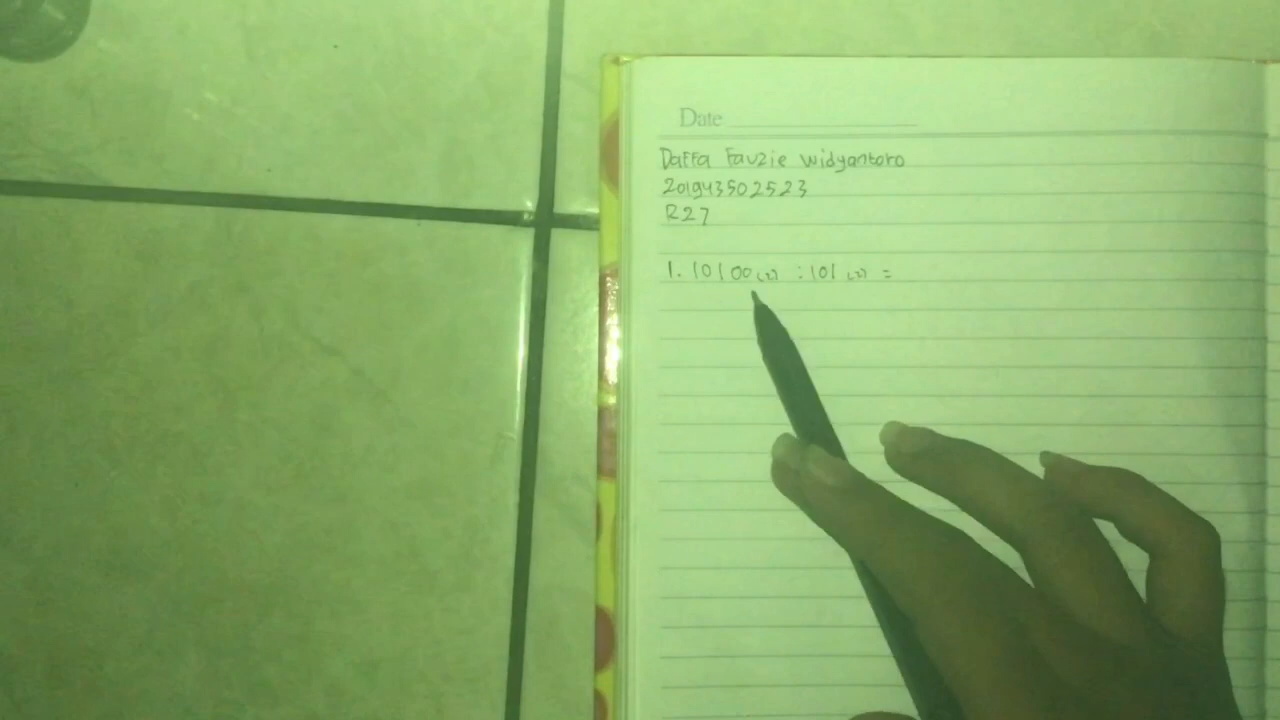 Date
Daffa Fauzie Widyantoro
201943502523
R27
1. 10100(2) : 101(2) =